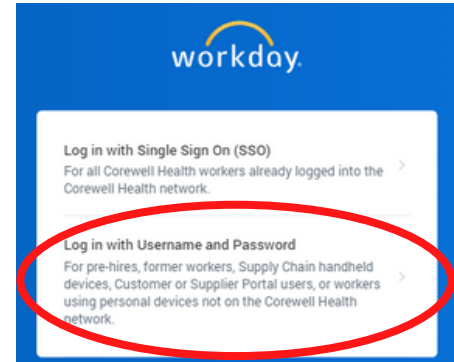 workday.
Log in with Single Sign On (SSO)
For all Corewell Health workers already logged into the
Corewell Health network.
Log in with Username and Password
For pre-hires, former workers, Supply Chain handheld
devices, Customer or Supplier Portal users, or workers
using personal devices not on the Corewell Health
network.